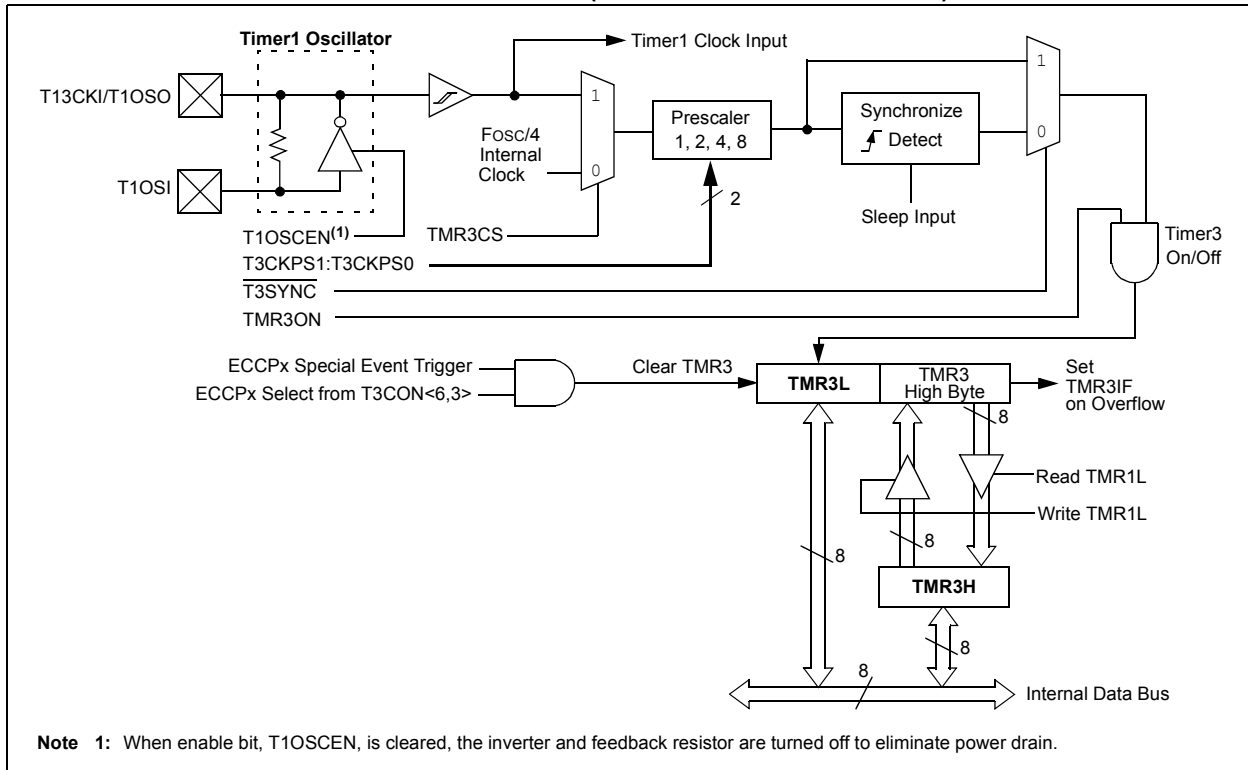 Timer1 Oscillator
Timer1 Clock Input
T13CKI/T1OSO
1
1
FOSC/4
Internal
Clock
0
Prescaler
1, 2, 4, 8
Synchronize
Detect
0
T1OSI
2
Sleep Input
T1OSCEN(1)
TMR3CS
T3CKPS1:T3CKPS0
T3SYNC
TMR3ON
Timer3
On/Off
ECCPx Special Event Trigger
ECCPx Select from T3CON<6,3>
Clear TMR3
TMR3L
TMR3
High Byte
Set
TMR3IF
on Overflow
8
Read TMR1L
Write TMR1L
8
8
TMR3H
8
8
Internal Data Bus
Note 1: When enable bit, T1OSCEN, is cleared, the inverter and feedback resistor are turned off to eliminate power drain.